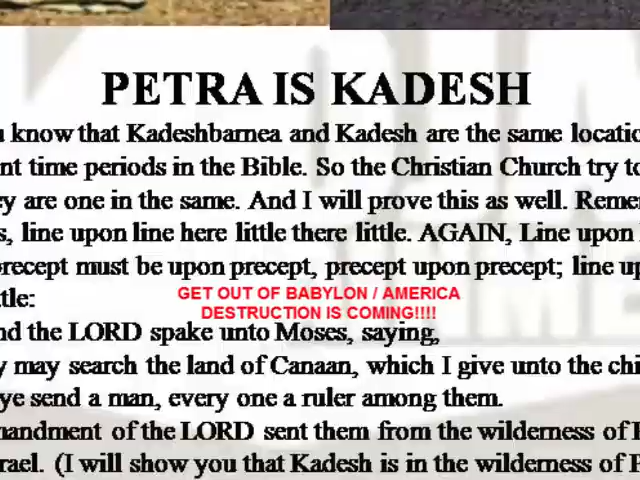 PETRA IS KADESH
know that Kadeshbarnea and Kadesh are the same locatio
nt time periods in the Bible. So the Christian Church try to
ey are one in the same. And I will prove this as well. Reme
s, line upon line here little there little. AGAIN, Line upon
precept must be upon precept, precept upon precept; line up
tle:
GET OUT OF BABYLON / AMERICA
DESTRUCTION IS COMING!!!!
nd the LORD spake unto Moses, saying,
y may search the land of Canaan, which I give unto the chi
ye send a man, every one a ruler among them.
mandment of the LORD sent them from the wilderness of P
rael. (I will show you that Kadesh is in the wilderness of P